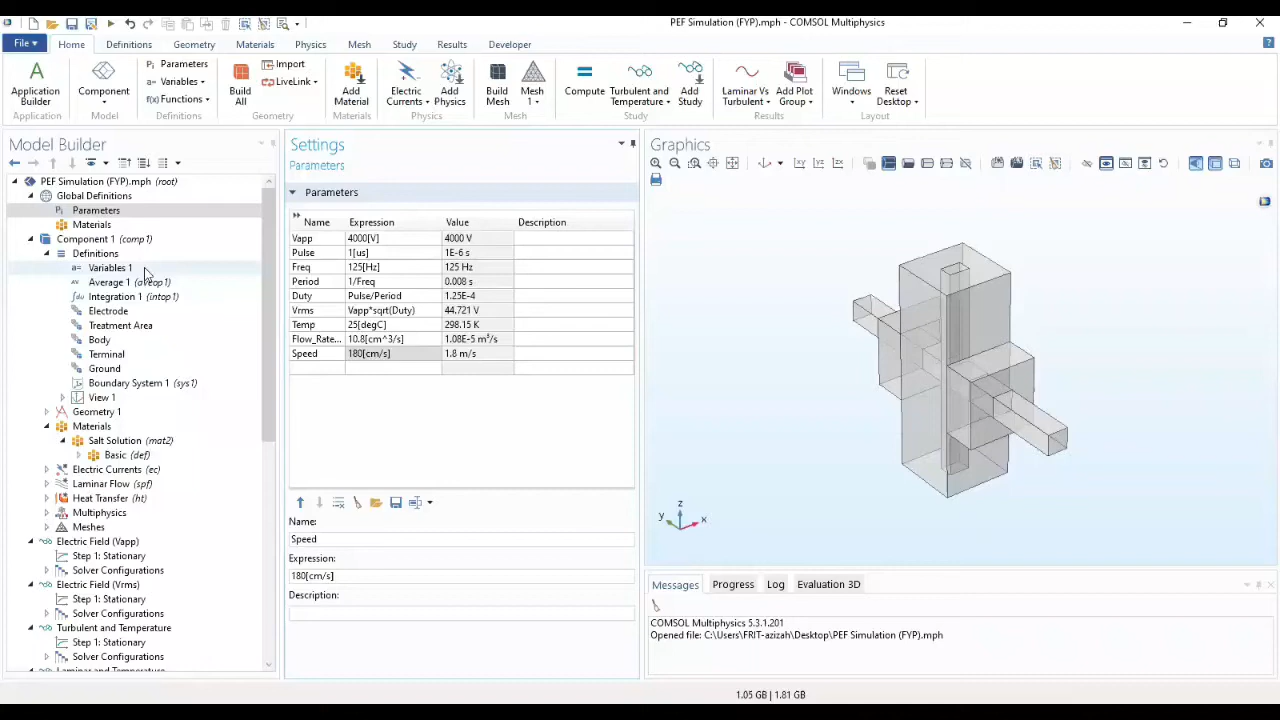 PEF Simulation (FYP).mph - COMSOL Multiphysics
File Home Definitions Geometry Materials Physics Mesh Study Results Developer
Application Builder
Application
Component
Model
Pi Parameters
a= Variables
f(x) Functions
Definitions
Build All
Import
LiveLink
Geometry
Add Material
Materials
Electric Currents
Add Physics
Physics
Build Mesh
Mesh 1
Mesh
Compute
Turbulent and Temperature
Add Study
Study
Laminar Vs Turbulent
Add Plot Group
Results
Windows
Reset Desktop
Layout
Model Builder
PEF Simulation (FYP).mph (root)
Global Definitions
Pi Parameters
Materials
Component 1 (comp1)
Definitions
a= Variables 1
AV Average 1 (aveop1)
∫du Integration 1 (intop1)
Electrode
Treatment Area
Body
Terminal
Ground
Boundary System 1 (sys1)
View 1
Geometry 1
Materials
Salt Solution (mat2)
Basic (def)
Electric Currents (ec)
Laminar Flow (spf)
Heat Transfer (ht)
Multiphysics
Meshes
Electric Field (Vapp)
Step 1: Stationary
Solver Configurations
Electric Field (Vrms)
Step 1: Stationary
Solver Configurations
Turbulent and Temperature
Step 1: Stationary
Solver Configurations
Laminar and Temperature
Settings
Parameters
Parameters
Name Expression Value Description
Vapp 4000[V] 4000 V
Pulse 1[us] 1E-6 s
Freq 125[Hz] 125 Hz
Period 1/Freq 0.008 s
Duty Pulse/Period 1.25E-4
Vrms Vapp*sqrt(Duty) 44.721 V
Temp 25[degC] 298.15 K
Flow_Rate... 10.8[cm^3/s] 1.08E-5 m³/s
Speed 180[cm/s] 1.8 m/s
Name:
Speed
Expression:
180[cm/s]
Description:
Graphics
xy yz xz
z
y x
Messages Progress Log Evaluation 3D
COMSOL Multiphysics 5.3.1.201
Opened file: C:\Users\FRIT-azizah\Desktop\PEF Simulation (FYP).mph
1.05 GB | 1.81 GB